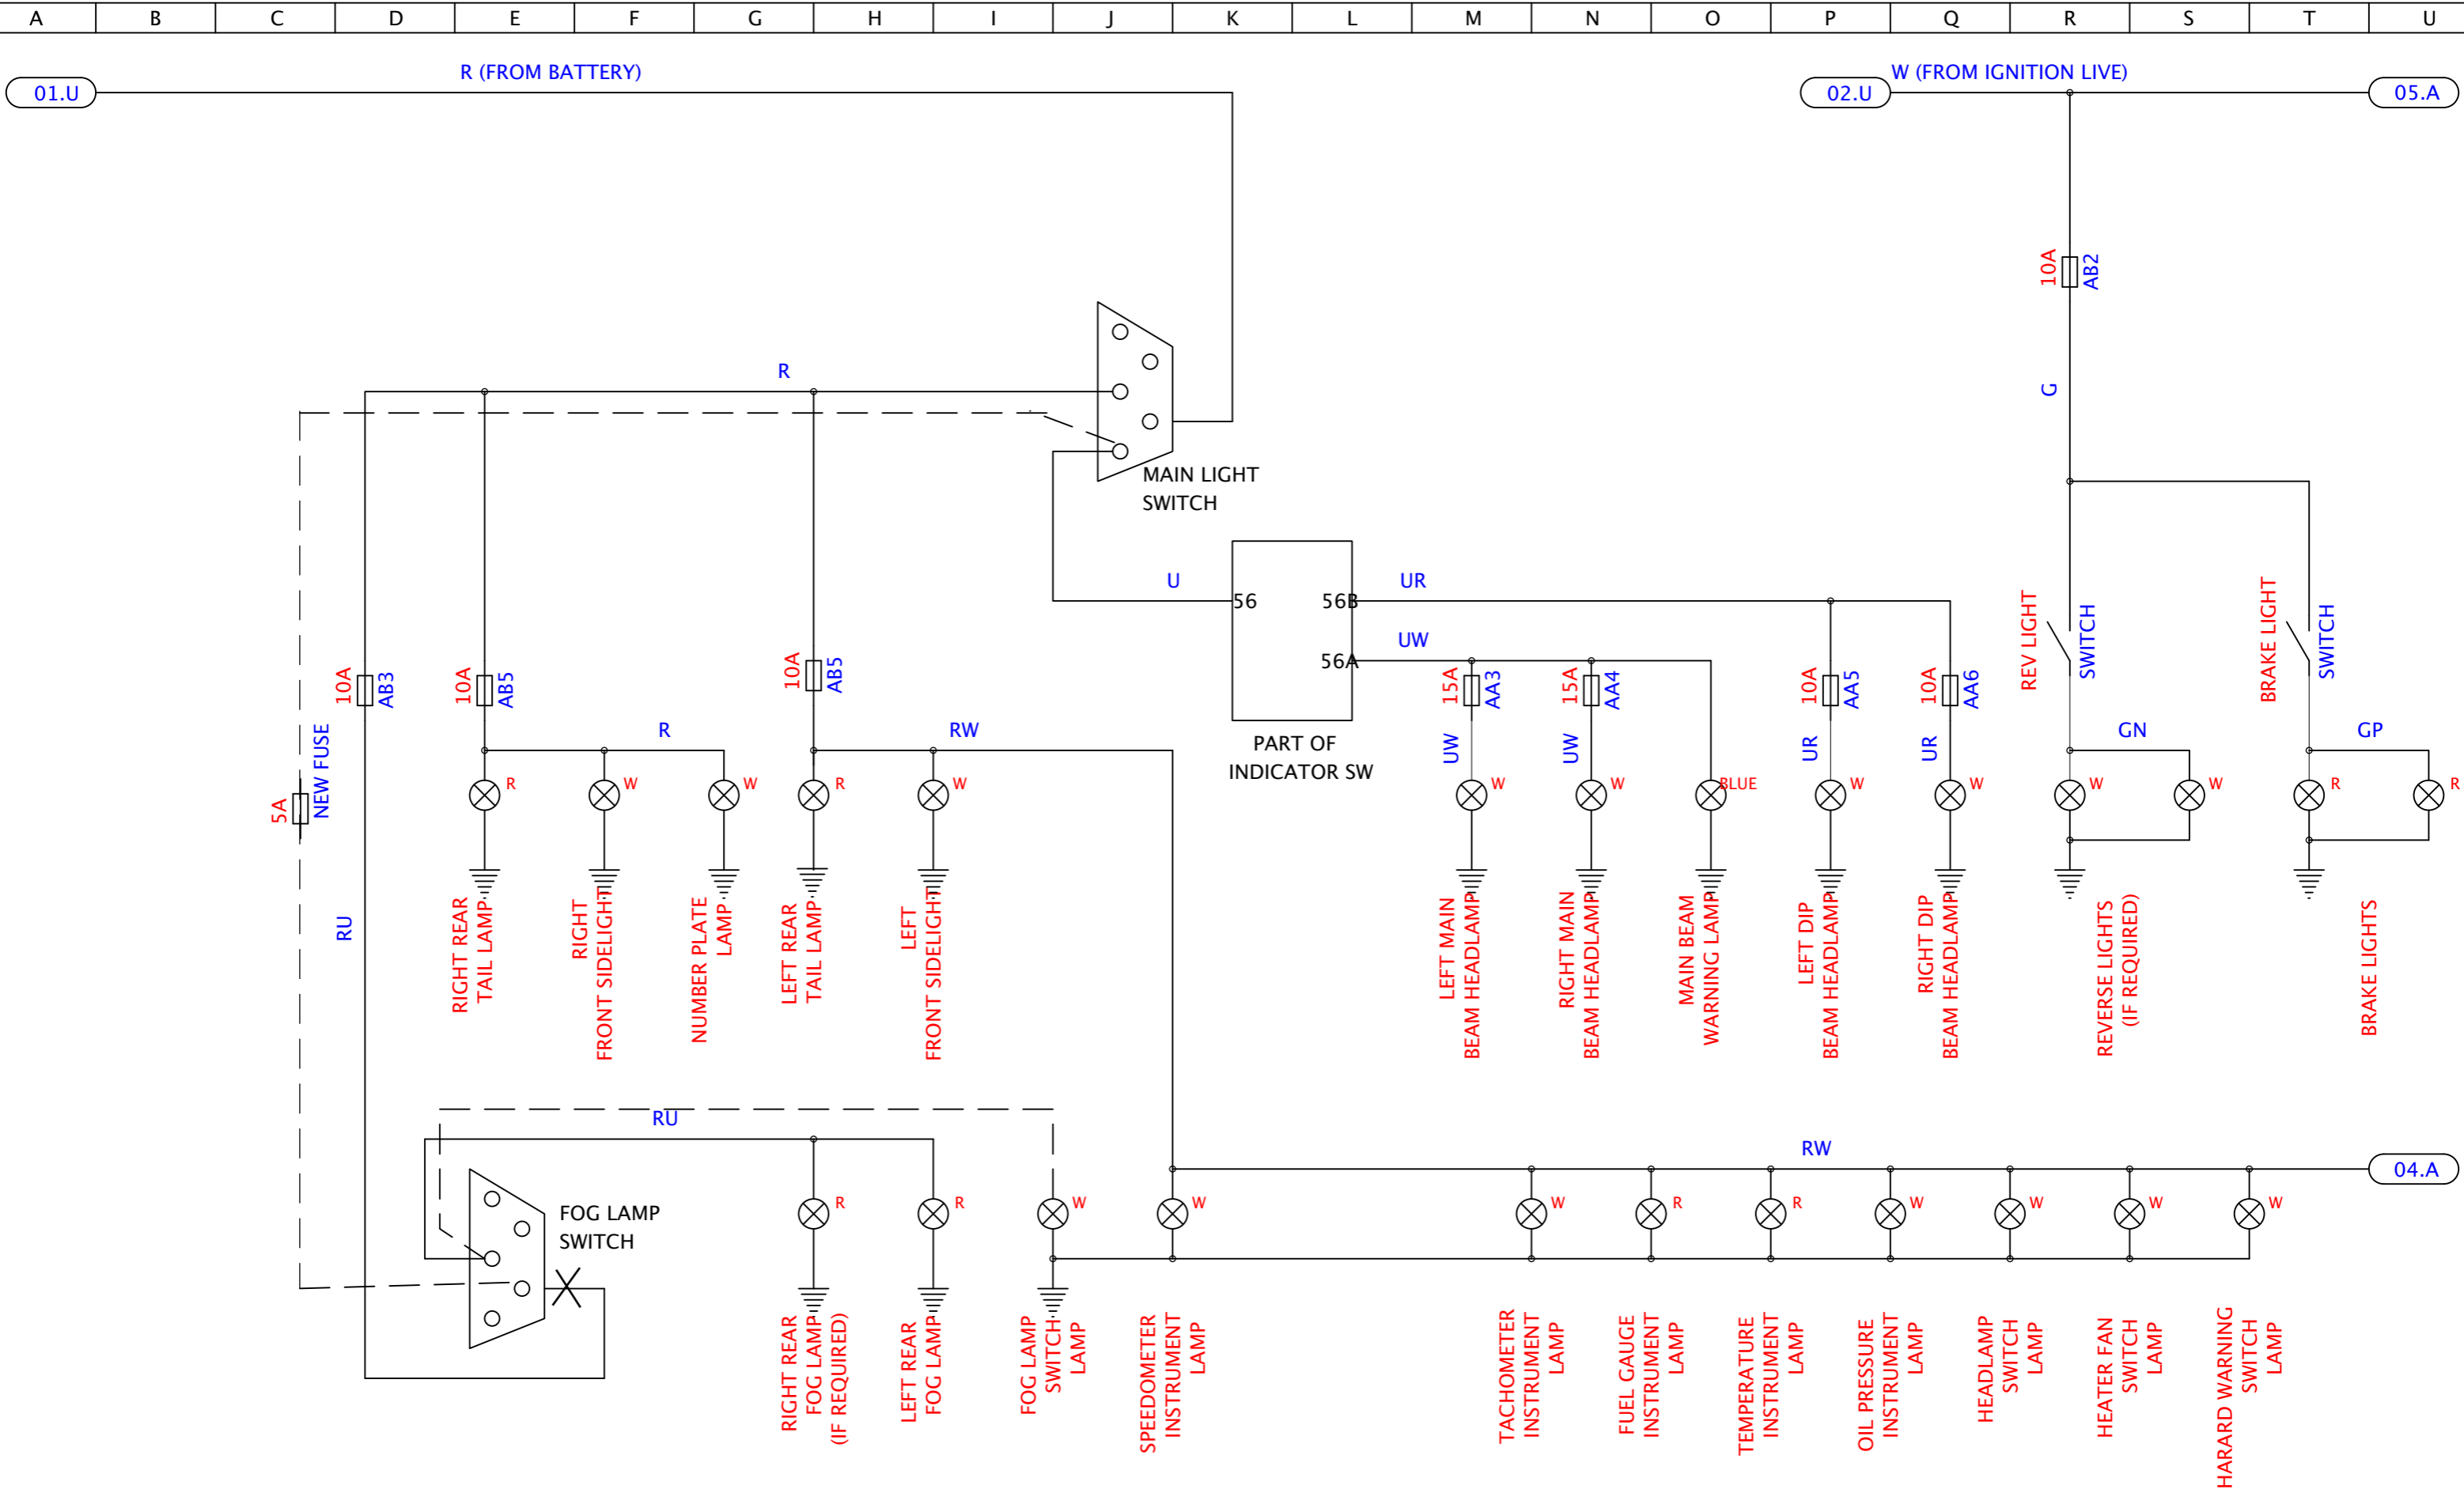 A B C D E F G H I J K L M N O P Q R S T U
R (FROM BATTERY)
W (FROM IGNITION LIVE)
01.U
02.U
05.A
10A
AB2
R
G
MAIN LIGHT
SWITCH
U
56
56B
UR
56A
UW
REV LIGHT
SWITCH
BRAKE LIGHT
SWITCH
10A
AB3
10A
AB5
10A
AB5
15A
AA3
15A
AA4
10A
AA5
10A
AA6
R
RW
PART OF
INDICATOR SW
UW
UW
UR
UR
GN
GP
5A
NEW FUSE
R
W
W
R
W
W
W
BLUE
W
W
W
W
R
R
RU
RIGHT REAR
TAIL LAMP
RIGHT
FRONT SIDELIGHT
NUMBER PLATE
LAMP
LEFT REAR
TAIL LAMP
LEFT
FRONT SIDELIGHT
LEFT MAIN
BEAM HEADLAMP
RIGHT MAIN
BEAM HEADLAMP
MAIN BEAM
WARNING LAMP
LEFT DIP
BEAM HEADLAMP
RIGHT DIP
BEAM HEADLAMP
REVERSE LIGHTS
(IF REQUIRED)
BRAKE LIGHTS
RU
RW
04.A
FOG LAMP
SWITCH
R
R
W
W
W
R
R
W
W
W
W
RIGHT REAR
FOG LAMP
(IF REQUIRED)
LEFT REAR
FOG LAMP
FOG LAMP
SWITCH
LAMP
SPEEDOMETER
INSTRUMENT
LAMP
TACHOMETER
INSTRUMENT
LAMP
FUEL GAUGE
INSTRUMENT
LAMP
TEMPERATURE
INSTRUMENT
LAMP
OIL PRESSURE
INSTRUMENT
LAMP
HEADLAMP
SWITCH
LAMP
HEATER FAN
SWITCH
LAMP
HARARD WARNING
SWITCH
LAMP